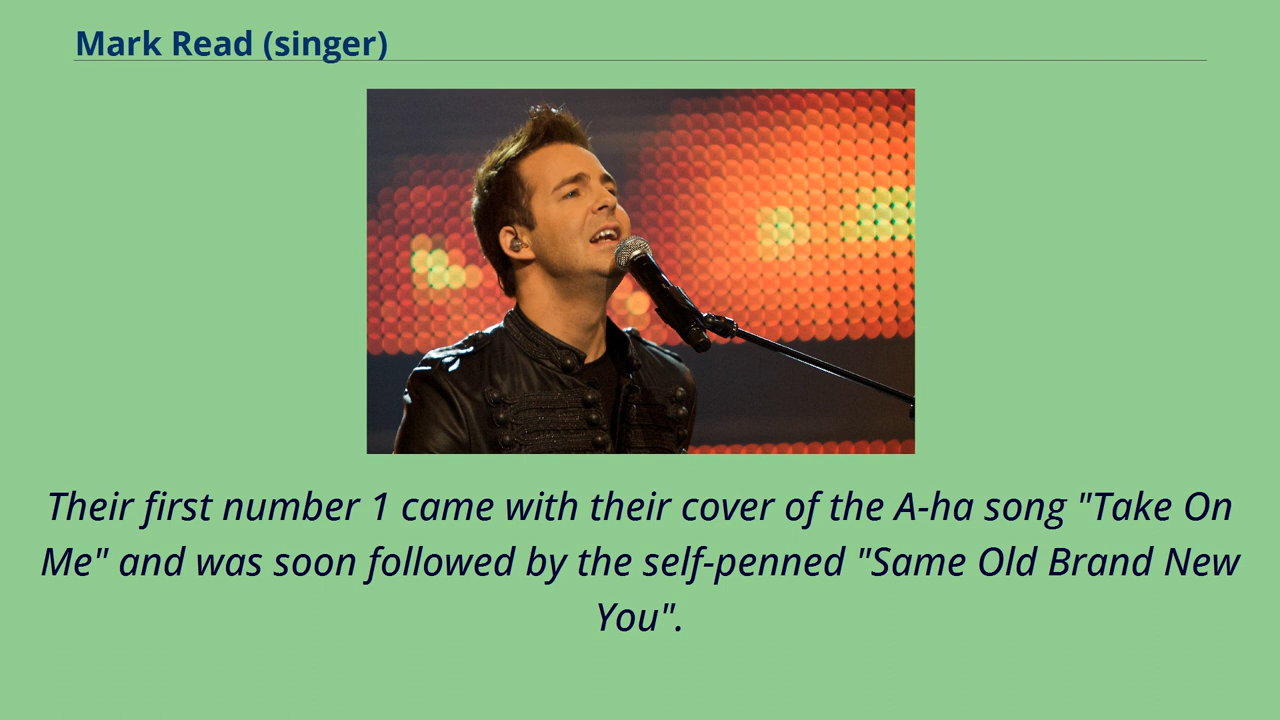 Mark Read (singer)
Their first number 1 came with their cover of the A-ha song "Take On
Me" and was soon followed by the self-penned "Same Old Brand New
You".